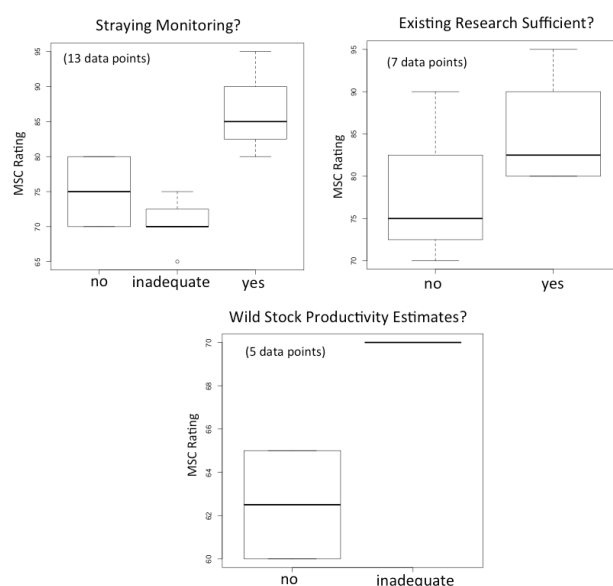 Straying Monitoring?
(13 data points)
MSC Rating
95
90
85
80
75
70
65
no inadequate yes
Existing Research Sufficient?
(7 data points)
MSC Rating
95
90
85
80
75
70
no yes
Wild Stock Productivity Estimates?
(5 data points)
MSC Rating
70
68
66
64
62
60
no inadequate